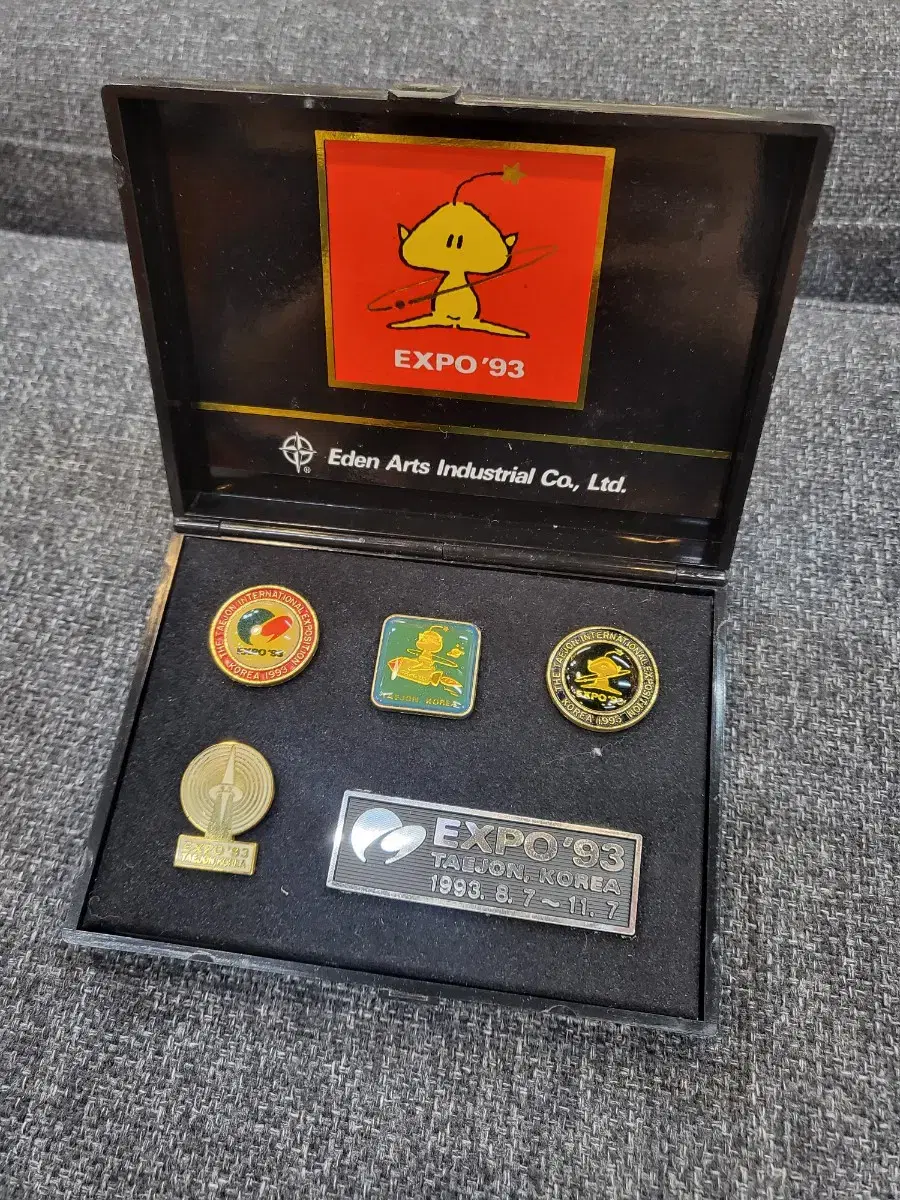 EXPO '93
® Eden Arts Industrial Co., Ltd.
THE TAEJON INTERNATIONAL EXPOSITION
EXPO '93
KOREA 1993
TAEJON, KOREA
THE TAEJON INTERNATIONAL EXPOSITION
EXPO '93
KOREA 1993
EXPO '93
TAEJON, KOREA
EXPO '93
TAEJON, KOREA
1993. 8. 7 ~ 11. 7